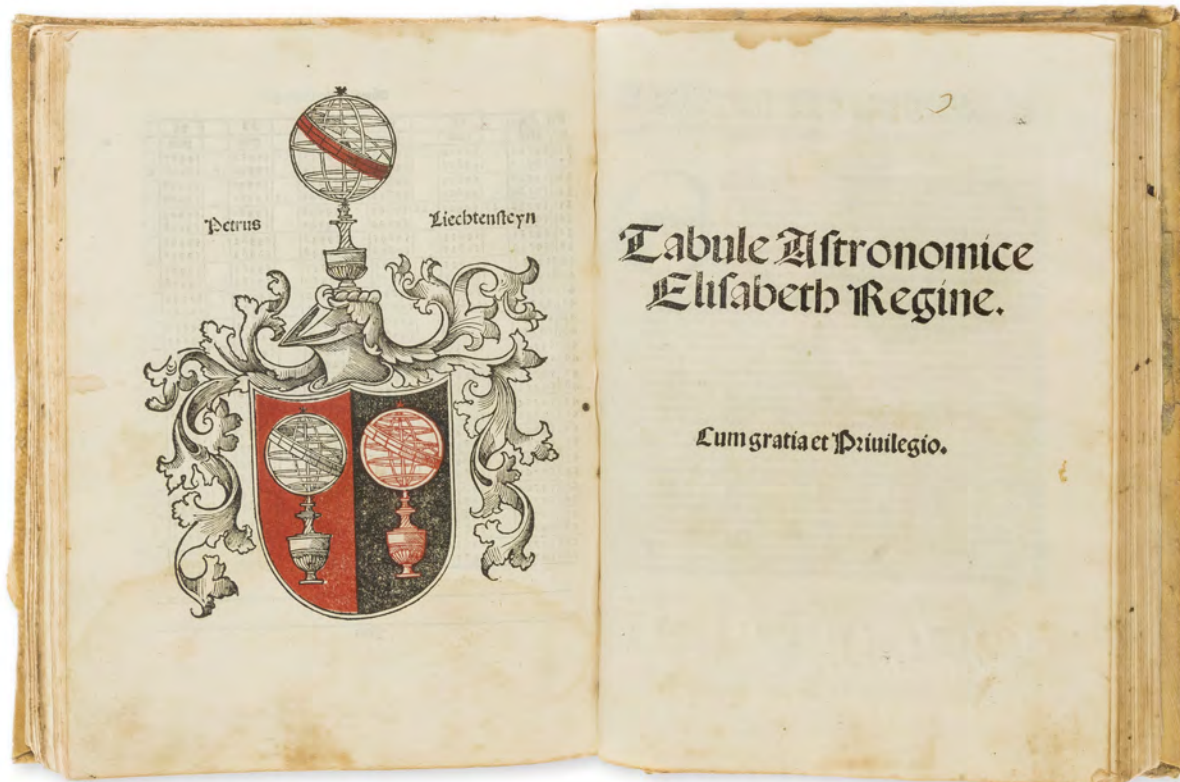 Petrus Liechtensteyn
Tabule Astronomice
Elisabeth Regine.
Cum gratia et Priuilegio.